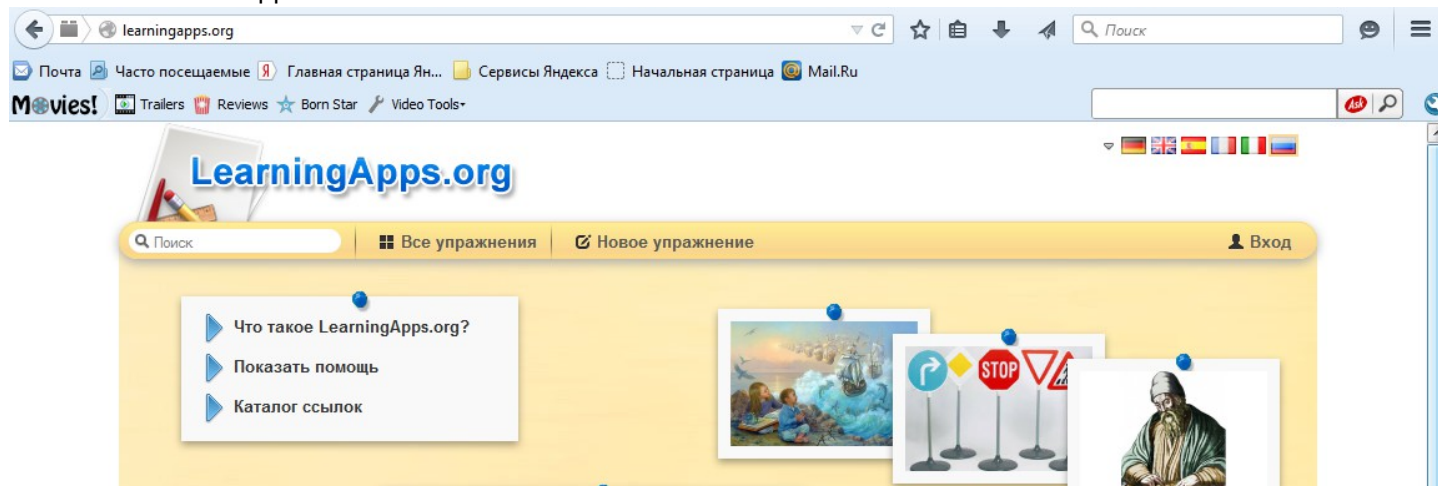 learningapps.org Поиск
Почта Часто посещаемые Я Главная страница Ян... Сервисы Яндекса Начальная страница @ Mail.Ru
Movies! Trailers Reviews Born Star Video Tools Ask
LearningApps.org
Поиск Все упражнения Новое упражнение Вход
Что такое LearningApps.org?
Показать помощь
Каталог ссылок
STOP